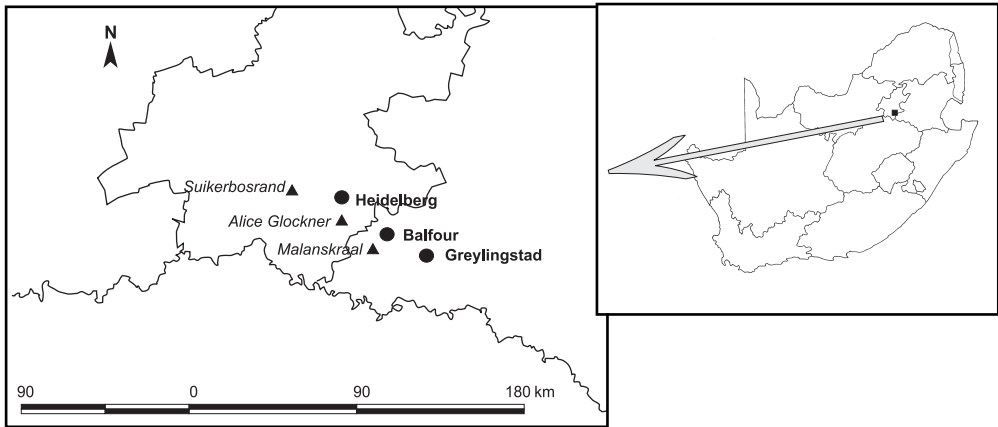 N
Suikerbosrand
Heidelberg
Alice Glockner
Balfour
Malanskraal
Greylingstad
90 0 90 180 km